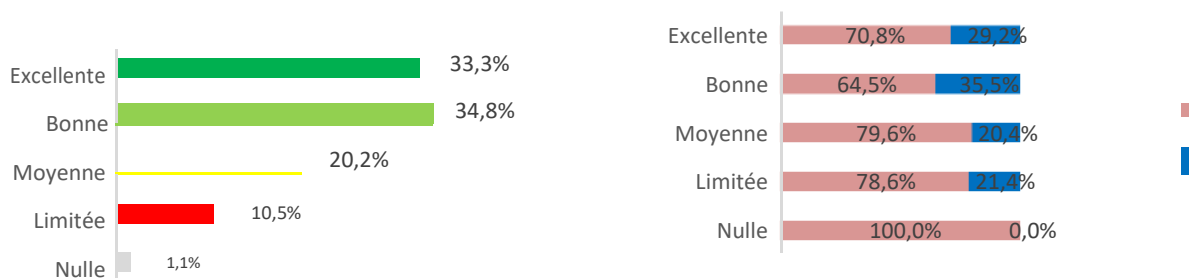 Excellente 33,3%
Bonne 34,8%
Moyenne 20,2%
Limitée 10,5%
Nulle 1,1%
Excellente 70,8% 29,2%
Bonne 64,5% 35,5%
Moyenne 79,6% 20,4%
Limitée 78,6% 21,4%
Nulle 100,0% 0,0%